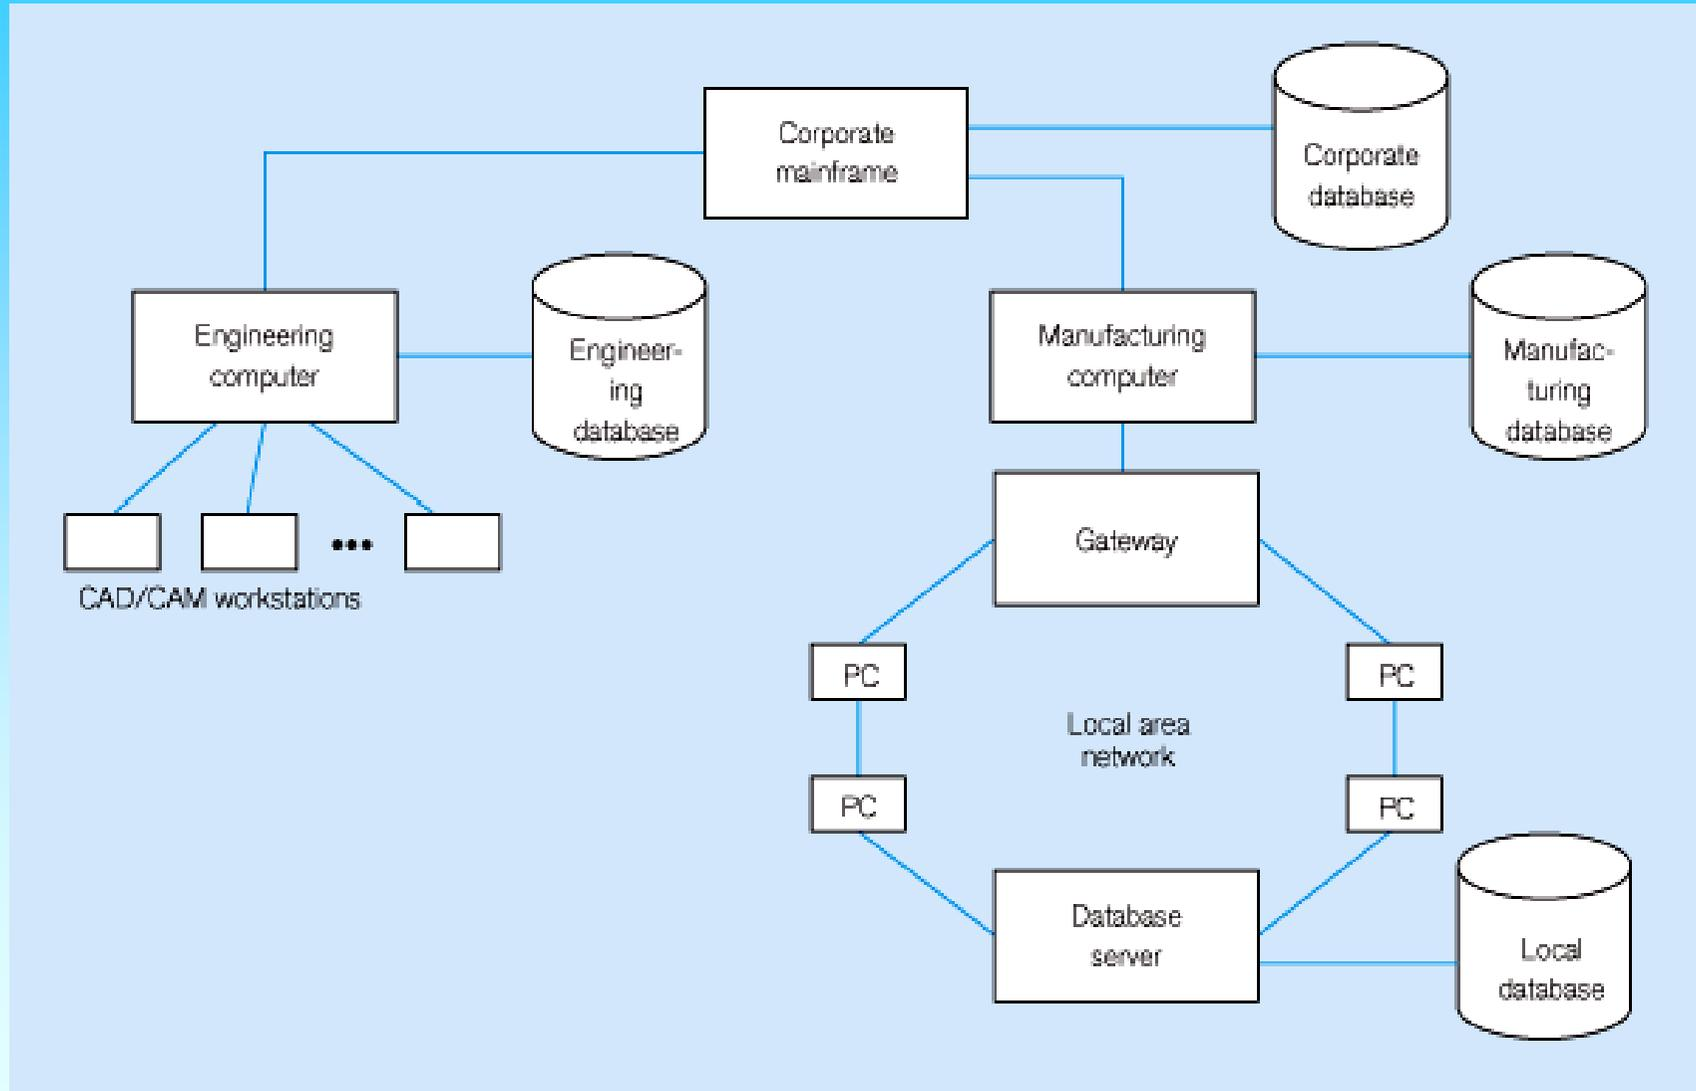 Corporate
mainframe
Corporate
database
Engineering
computer
Engineer-
ing
database
Manufacturing
computer
Manufac-
turing
database
CAD/CAM workstations
Gateway
PC
PC
Local area
network
PC
PC
Database
server
Local
database